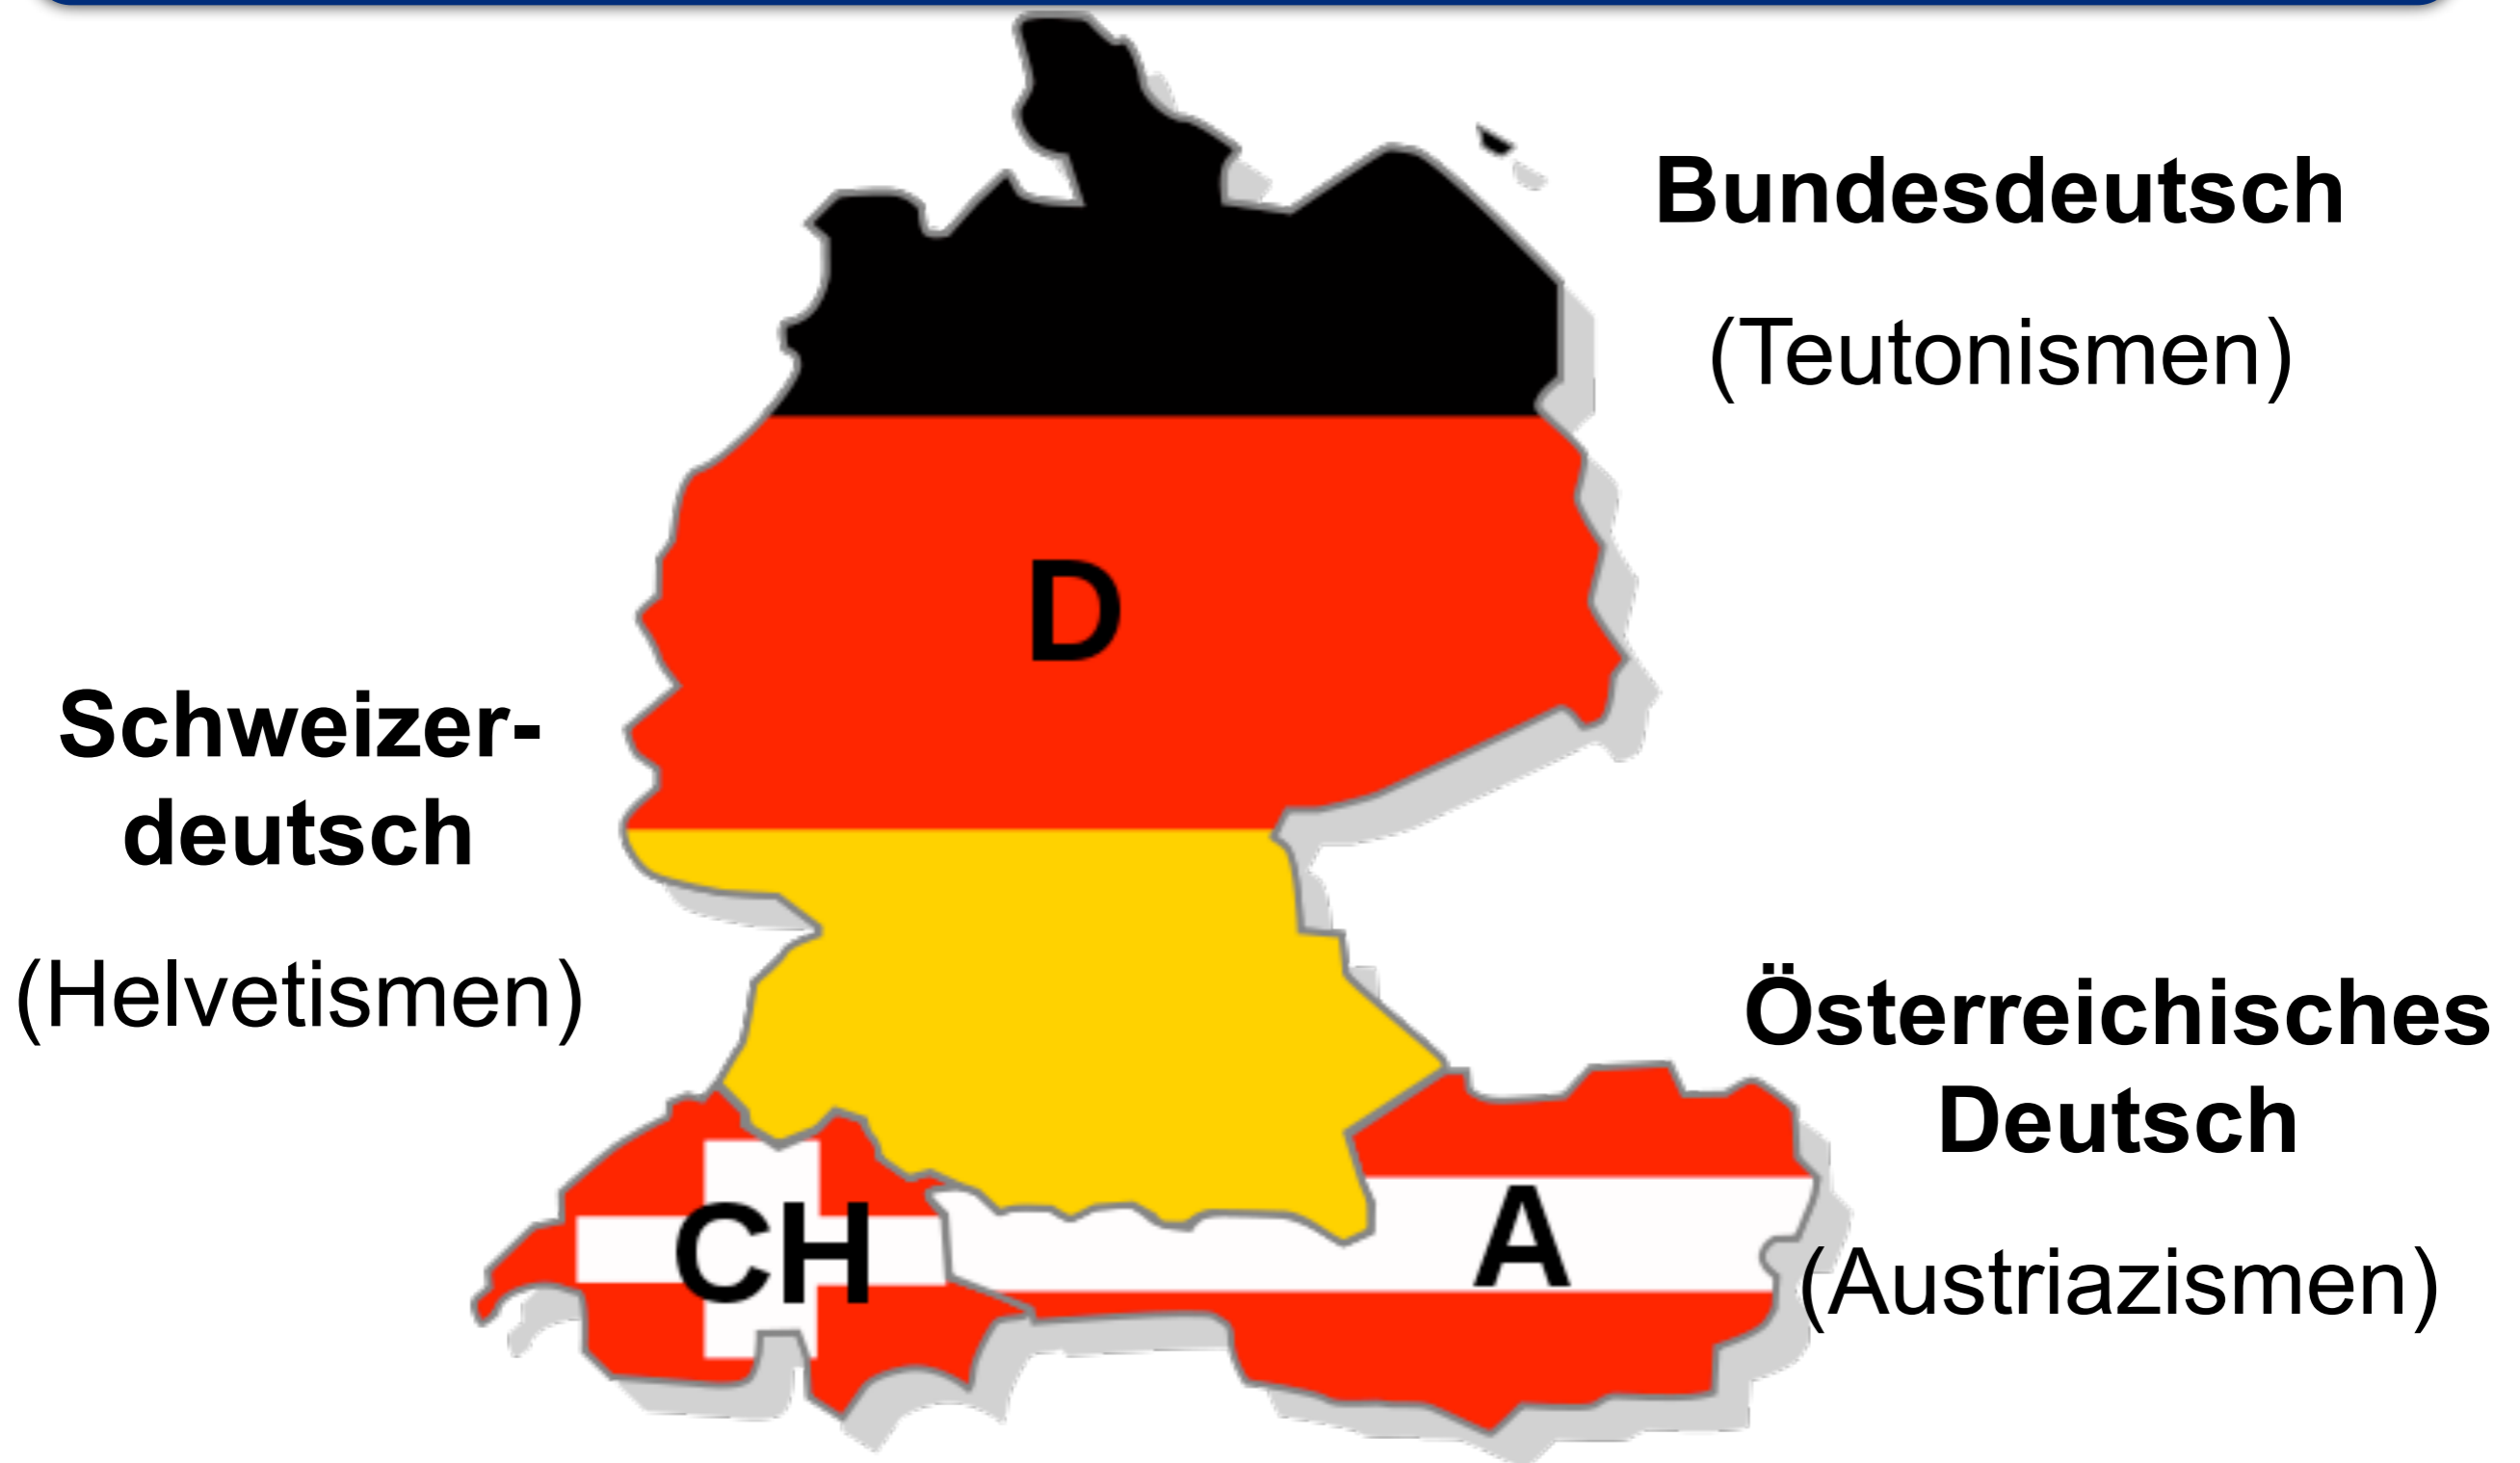 Bundesdeutsch
(Teutonismen)
D
Schweizer-
deutsch
(Helvetismen)
Österreichisches
Deutsch
(Austriazismen)
CH
A